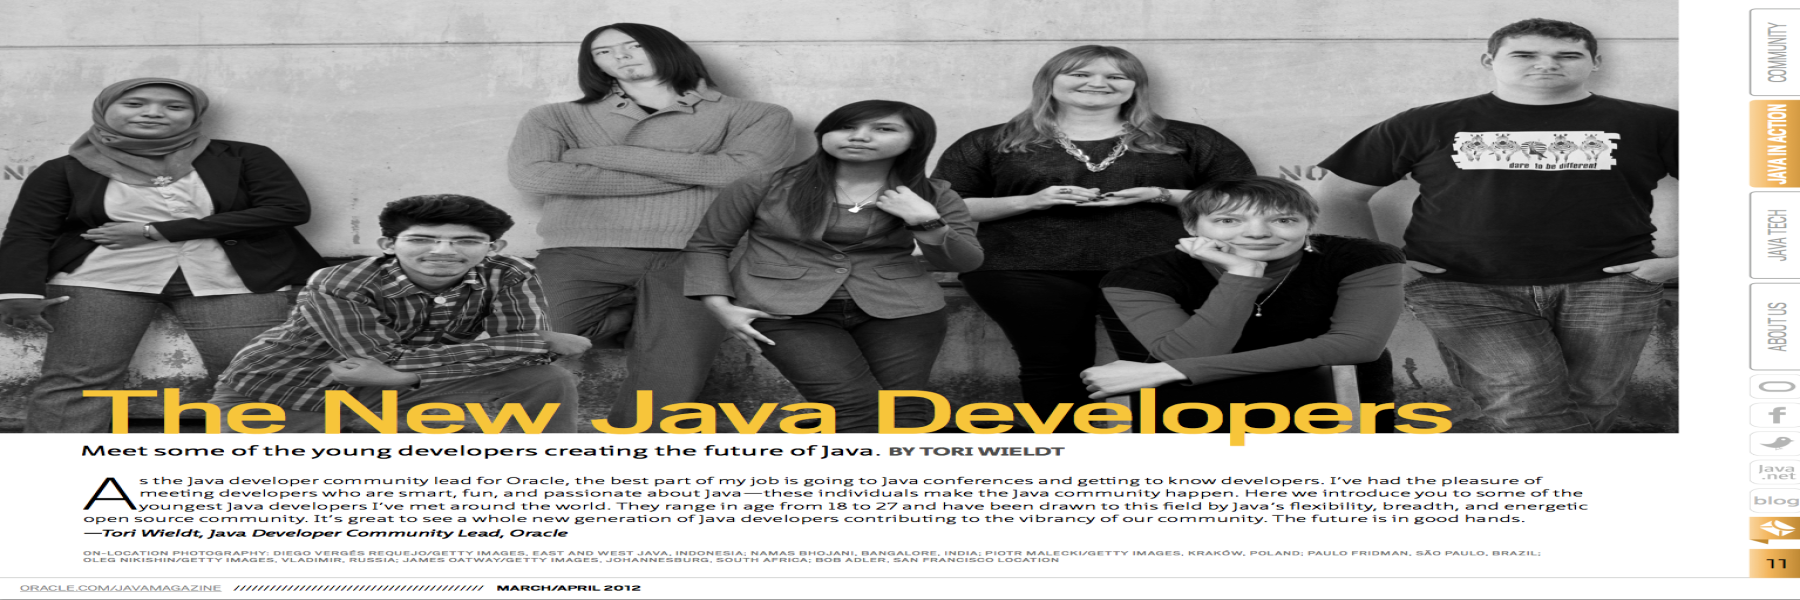 NO
NO
dare to be different
The New Java Developers
Meet some of the young developers creating the future of Java. BY TORI WIELDT
As the Java developer community lead for Oracle, the best part of my job is going to Java conferences and getting to know developers. I've had the pleasure of
meeting developers who are smart, fun, and passionate about Java—these individuals make the Java community happen. Here we introduce you to some of the
youngest Java developers I've met around the world. They range in age from 18 to 27 and have been drawn to this field by Java's flexibility, breadth, and energetic
open source community. It's great to see a whole new generation of Java developers contributing to the vibrancy of our community. The future is in good hands.
—Tori Wieldt, Java Developer Community Lead, Oracle
ON-LOCATION PHOTOGRAPHY: DIEGO VERGÉS REQUEJO/GETTY IMAGES, EAST AND WEST JAVA, INDONESIA; NAMAS BHOJANI, BANGALORE, INDIA; PIOTR MALECKI/GETTY IMAGES, KRAKÓW, POLAND; PAULO FRIDMAN, SÃO PAULO, BRAZIL;
OLEG NIKISHIN/GETTY IMAGES, VLADIMIR, RUSSIA; JAMES OATWAY/GETTY IMAGES, JOHANNESBURG, SOUTH AFRICA; BOB ADLER, SAN FRANCISCO LOCATION
ORACLE.COM/JAVAMAGAZINE //////////////////////////////////////// MARCH/APRIL 2012
COMMUNITY
JAVA IN ACTION
JAVA TECH
ABOUT US
f
Java
.net
blog
11